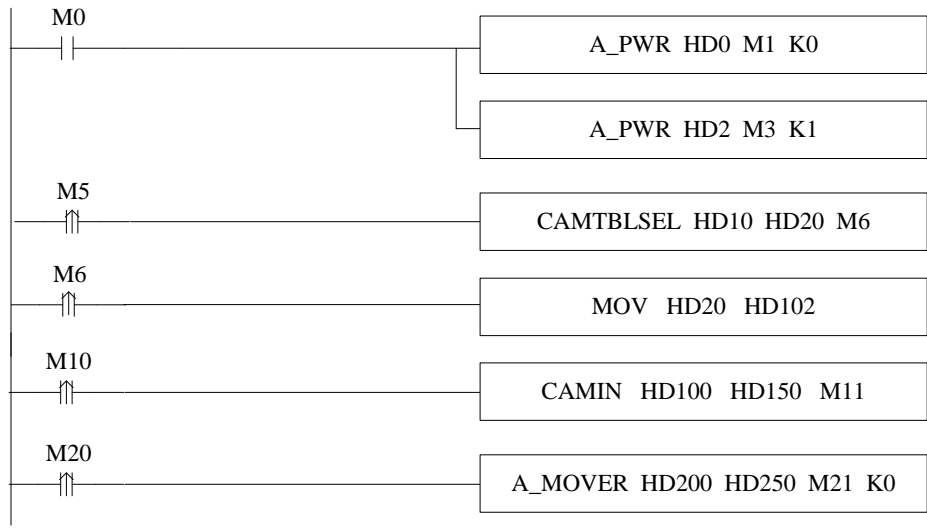 M0
A_PWR HD0 M1 K0
A_PWR HD2 M3 K1
M5
CAMTBLSEL HD10 HD20 M6
M6
MOV HD20 HD102
M10
CAMIN HD100 HD150 M11
M20
A_MOVER HD200 HD250 M21 K0